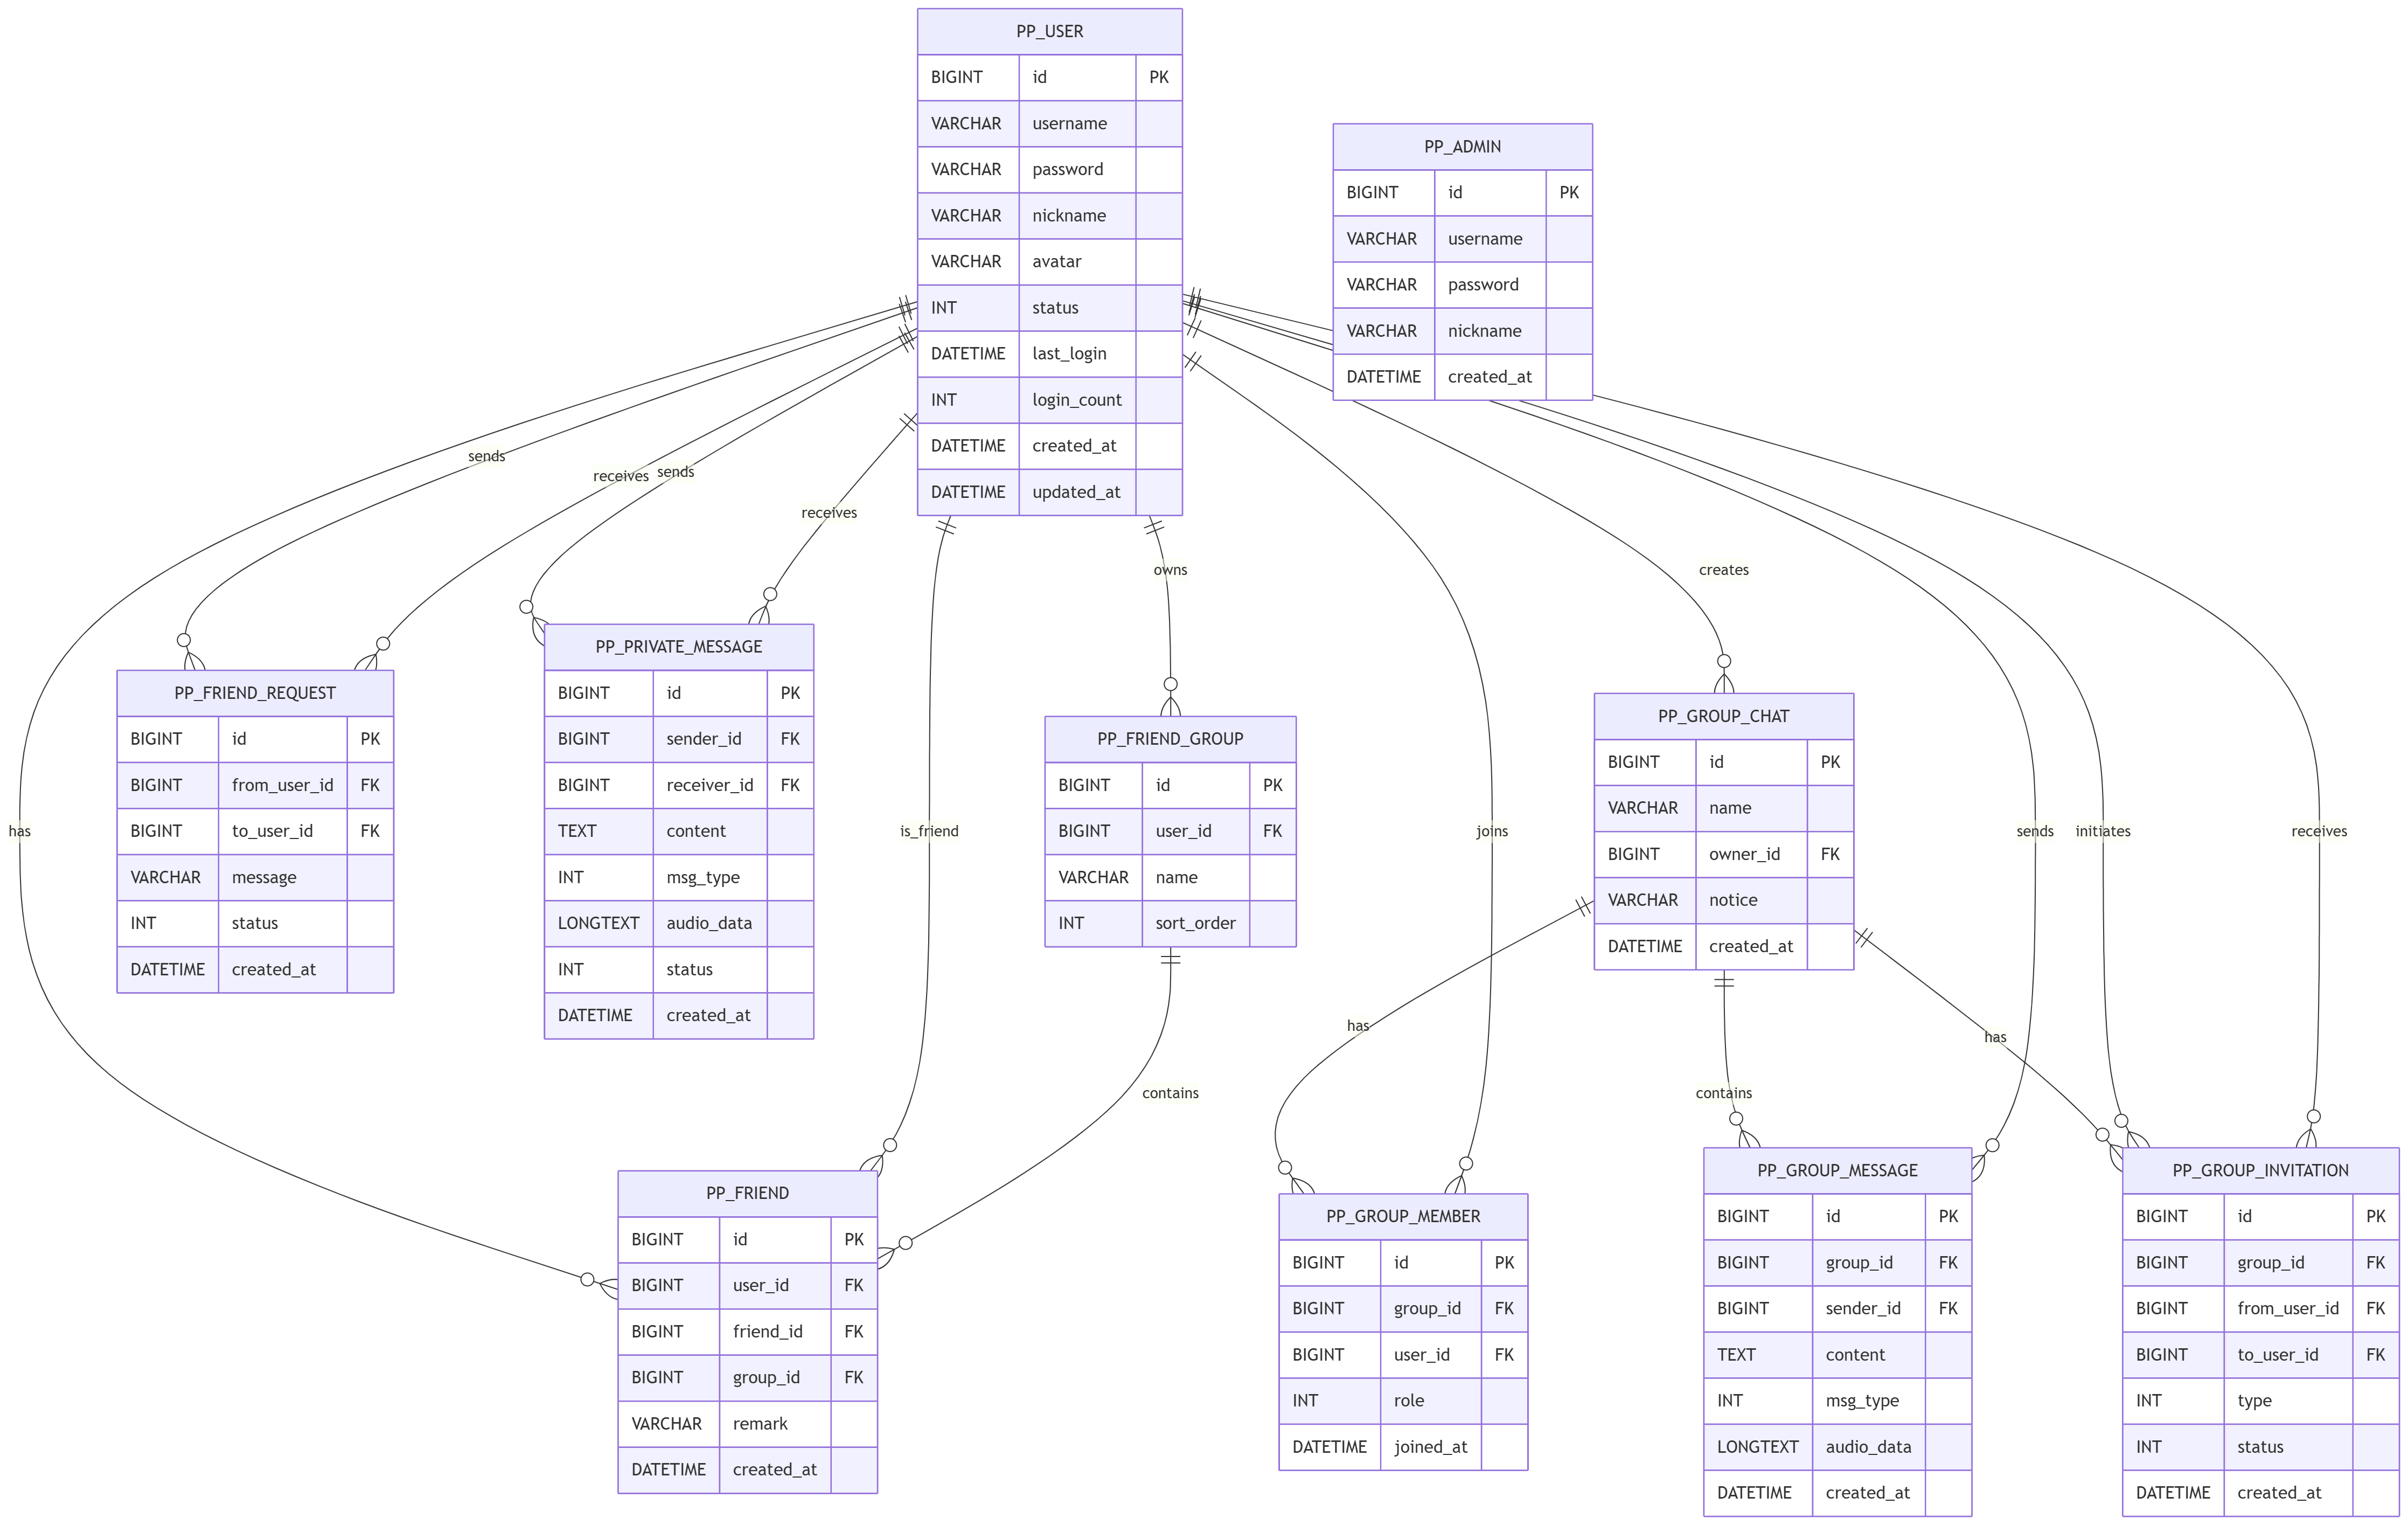 PP_USER
BIGINT id PK
VARCHAR username
VARCHAR password
VARCHAR nickname
VARCHAR avatar
INT status
DATETIME last_login
INT login_count
DATETIME created_at
DATETIME updated_at
PP_ADMIN
BIGINT id PK
VARCHAR username
VARCHAR password
VARCHAR nickname
DATETIME created_at
sends
receives
sends
receives
owns
creates
has
is_friend
joins
sends
initiates
receives
PP_FRIEND_REQUEST
BIGINT id PK
BIGINT from_user_id FK
BIGINT to_user_id FK
VARCHAR message
INT status
DATETIME created_at
PP_PRIVATE_MESSAGE
BIGINT id PK
BIGINT sender_id FK
BIGINT receiver_id FK
TEXT content
INT msg_type
LONGTEXT audio_data
INT status
DATETIME created_at
PP_FRIEND_GROUP
BIGINT id PK
BIGINT user_id FK
VARCHAR name
INT sort_order
PP_GROUP_CHAT
BIGINT id PK
VARCHAR name
BIGINT owner_id FK
VARCHAR notice
DATETIME created_at
contains
has
contains
has
PP_FRIEND
BIGINT id PK
BIGINT user_id FK
BIGINT friend_id FK
BIGINT group_id FK
VARCHAR remark
DATETIME created_at
PP_GROUP_MEMBER
BIGINT id PK
BIGINT group_id FK
BIGINT user_id FK
INT role
DATETIME joined_at
PP_GROUP_MESSAGE
BIGINT id PK
BIGINT group_id FK
BIGINT sender_id FK
TEXT content
INT msg_type
LONGTEXT audio_data
DATETIME created_at
PP_GROUP_INVITATION
BIGINT id PK
BIGINT group_id FK
BIGINT from_user_id FK
BIGINT to_user_id FK
INT type
INT status
DATETIME created_at